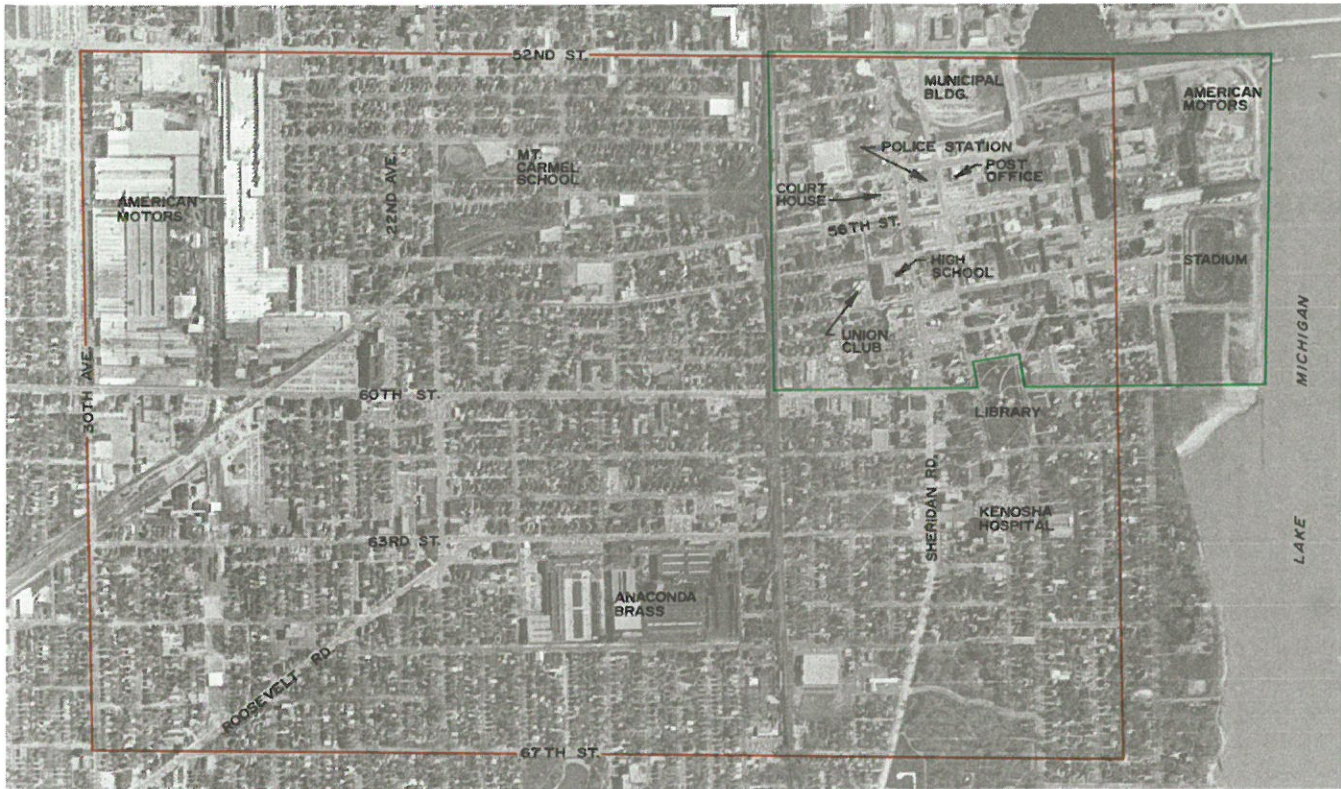 52ND ST.
MUNICIPAL
BLDG.
AMERICAN
MOTORS
POLICE STATION
POST
OFFICE
MT.
CARMEL
SCHOOL
22ND AVE.
AMERICAN
MOTORS
COURT
HOUSE
56TH ST.
HIGH
SCHOOL
STADIUM
UNION
CLUB
30TH AVE.
60TH ST.
LIBRARY
LAKE MICHIGAN
SHERIDAN RD.
KENOSHA
HOSPITAL
63RD ST.
ANACONDA
BRASS
ROOSEVELT RD.
67TH ST.